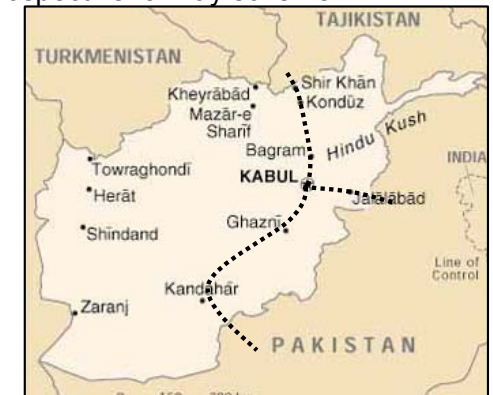 TAJIKISTAN
TURKMENISTAN
Shir Khān
Kheyrābād
Kondūz
Mazār-e
Sharīf
Hindu Kush
Bagram
INDIA
Towraghondī
KABUL
Herāt
Jalālābād
Ghaznī
Shīndand
Line of
Control
Kandahār
Zaranj
PAKISTAN